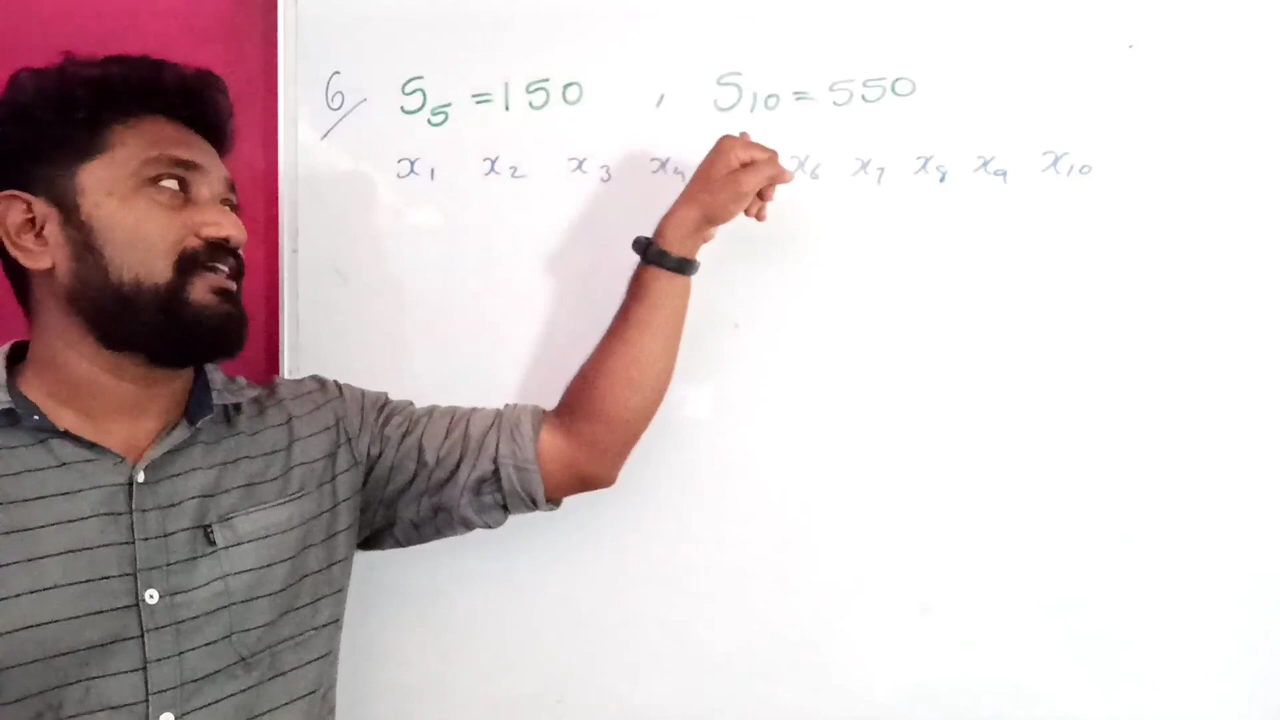 6/ S₅ = 150 , S₁₀ = 550
x₁ x₂ x₃ x₄ x₆ x₇ x₈ x₉ x₁₀